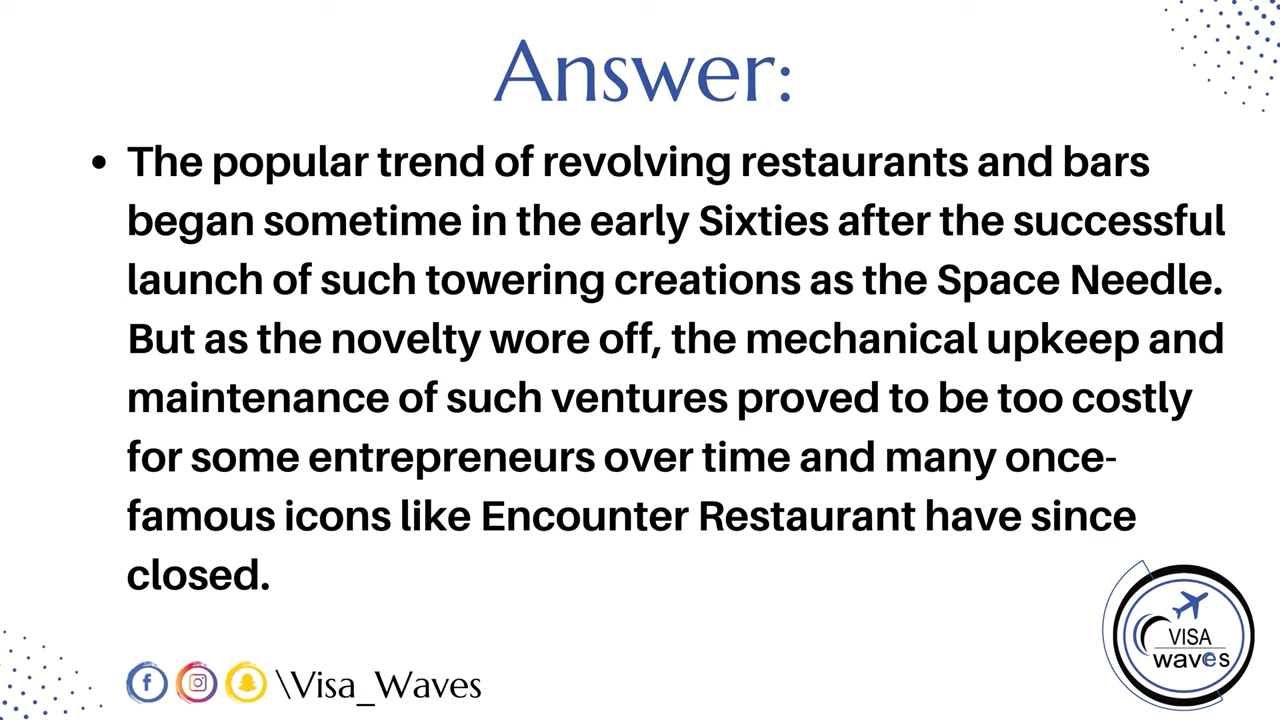 Answer:
• The popular trend of revolving restaurants and bars
began sometime in the early Sixties after the successful
launch of such towering creations as the Space Needle.
But as the novelty wore off, the mechanical upkeep and
maintenance of such ventures proved to be too costly
for some entrepreneurs over time and many once-
famous icons like Encounter Restaurant have since
closed.
VISA
waves
\Visa_Waves